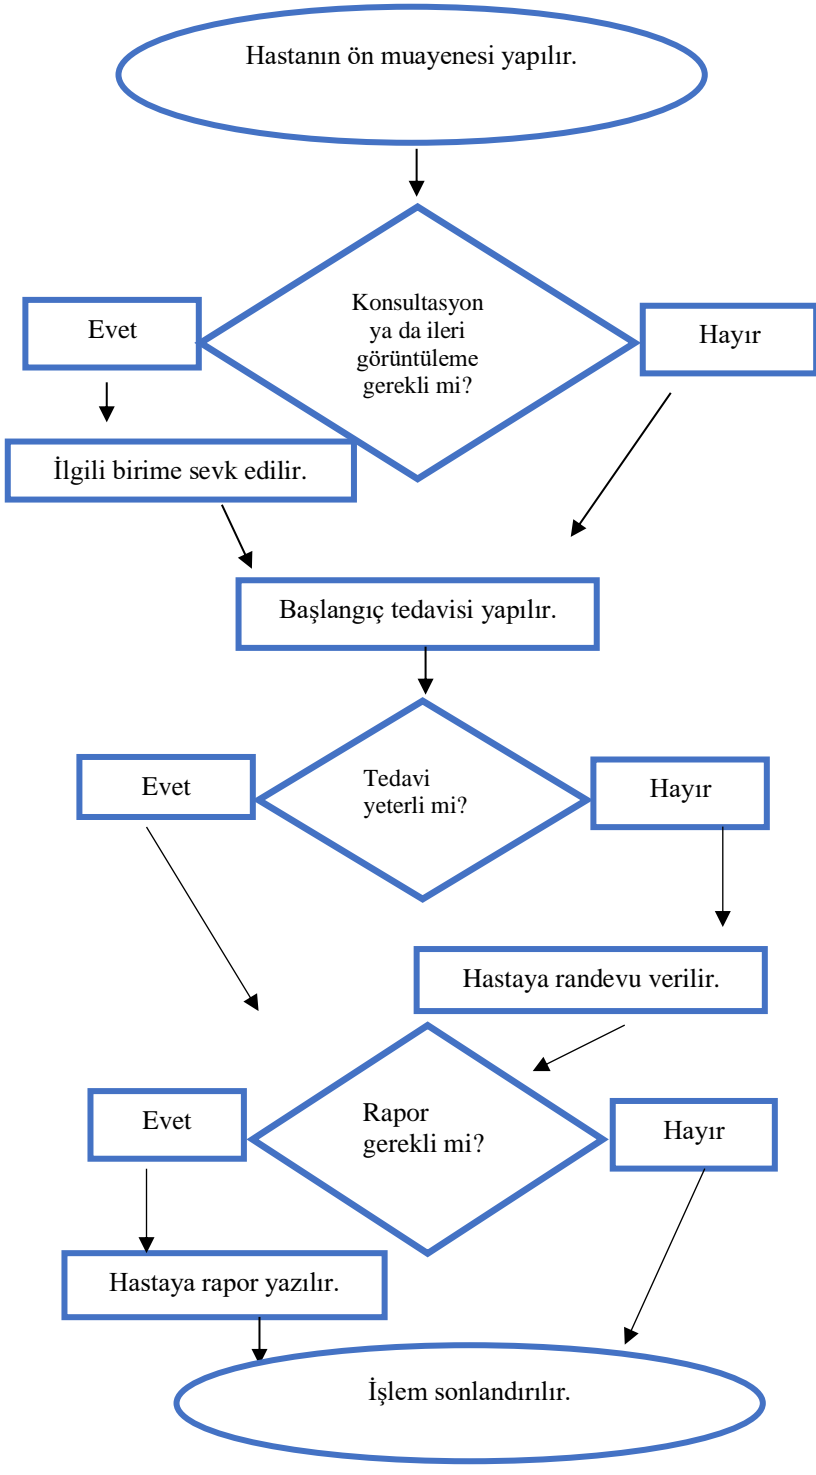 Hastanın ön muayenesi yapılır.
Konsultasyon
ya da ileri
görüntüleme
gerekli mi?
Evet
Hayır
İlgili birime sevk edilir.
Başlangıç tedavisi yapılır.
Tedavi
yeterli mi?
Evet
Hayır
Hastaya randevu verilir.
Rapor
gerekli mi?
Evet
Hayır
Hastaya rapor yazılır.
İşlem sonlandırılır.